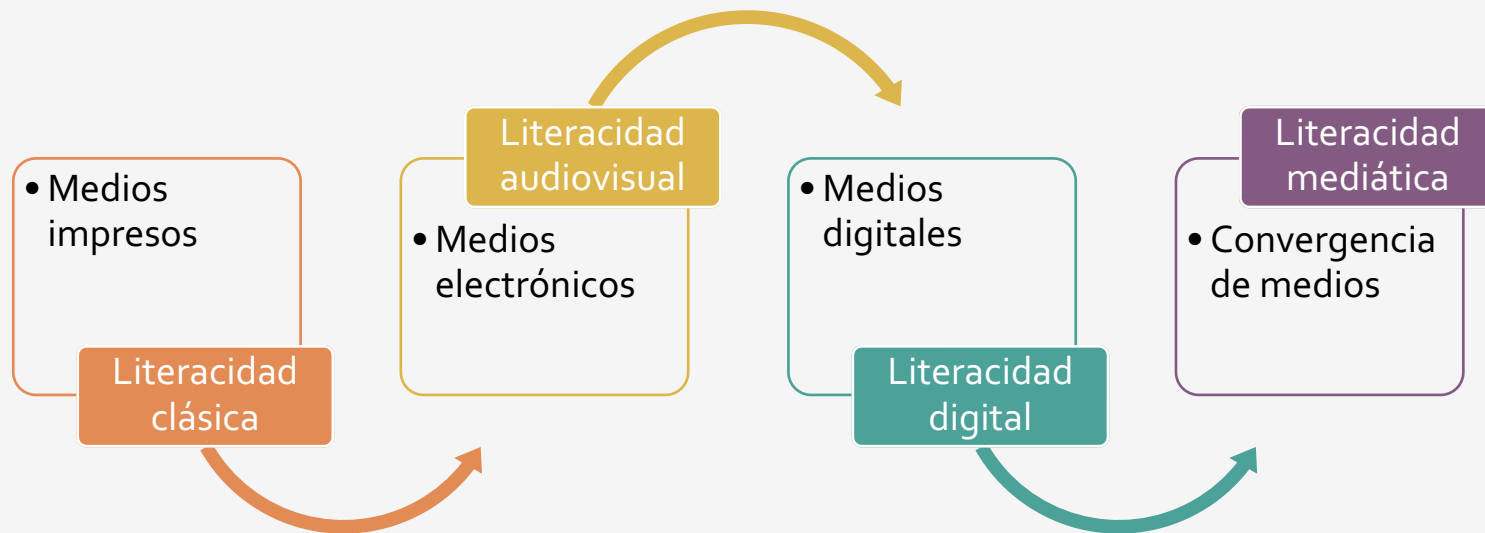 • Medios
impresos
Literacidad
clásica
Literacidad
audiovisual
• Medios
electrónicos
• Medios
digitales
Literacidad
digital
Literacidad
mediática
• Convergencia
de medios